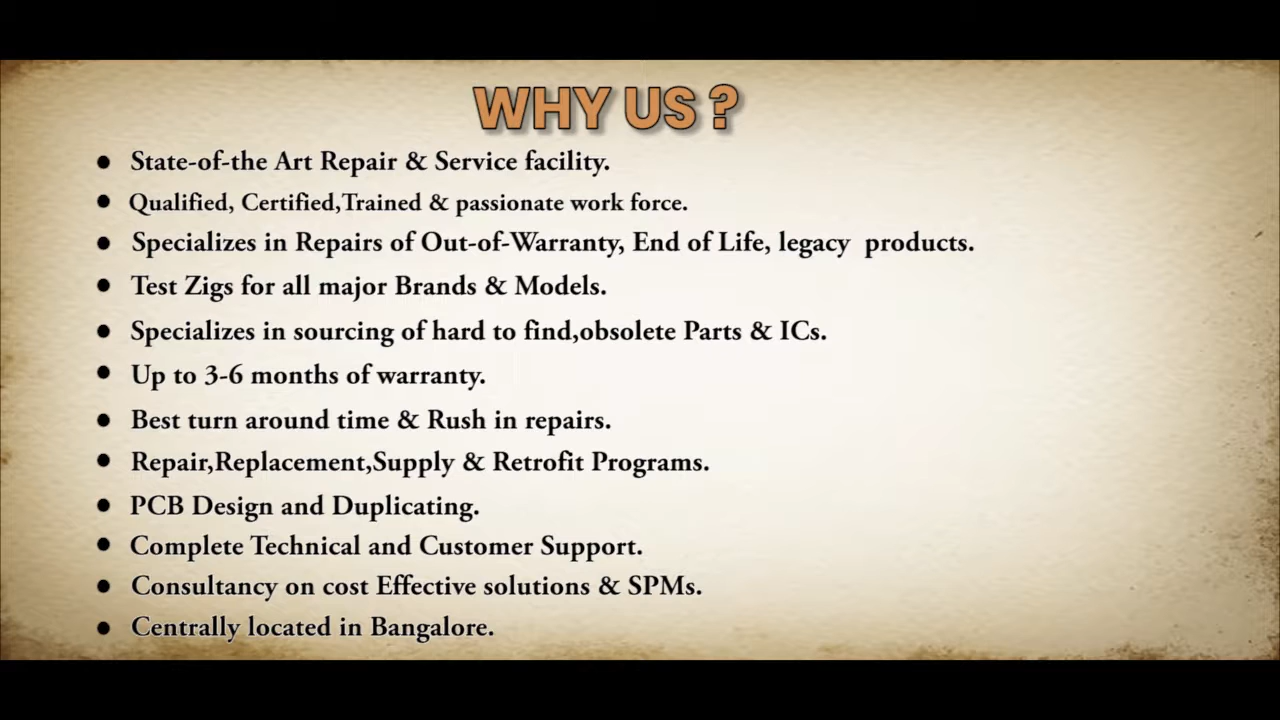 WHY US ?
● State-of-the Art Repair & Service facility.
● Qualified, Certified,Trained & passionate work force.
● Specializes in Repairs of Out-of-Warranty, End of Life, legacy  products.
● Test Zigs for all major Brands & Models.
● Specializes in sourcing of hard to find,obsolete Parts & ICs.
● Up to 3-6 months of warranty.
● Best turn around time & Rush in repairs.
● Repair,Replacement,Supply & Retrofit Programs.
● PCB Design and Duplicating.
● Complete Technical and Customer Support.
● Consultancy on cost Effective solutions & SPMs.
● Centrally located in Bangalore.